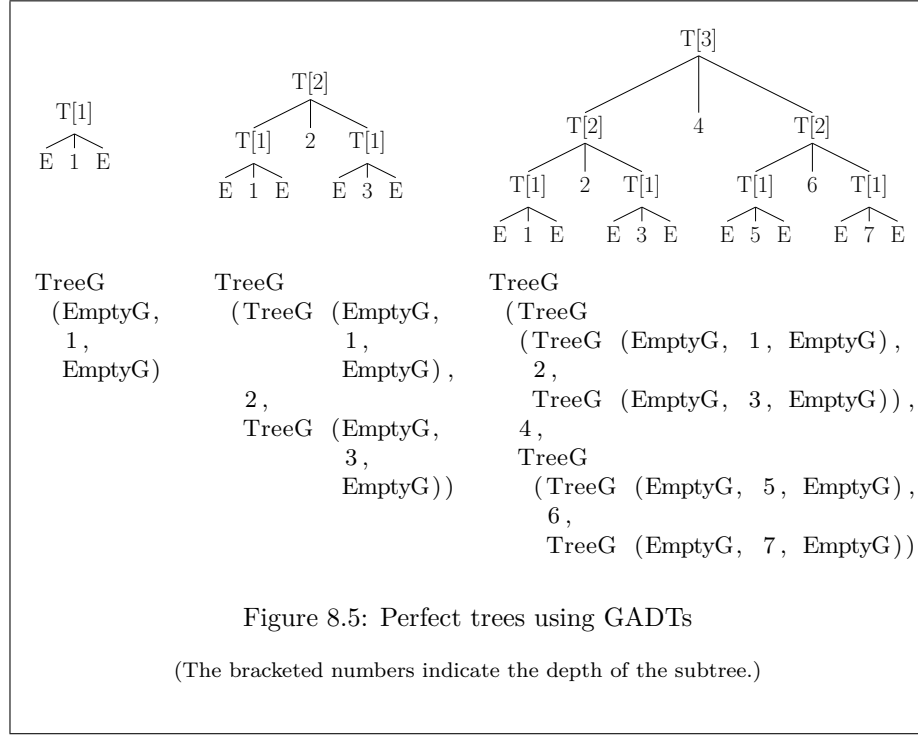 T[1]
E 1 E
T[2]
T[1] 2 T[1]
E 1 E E 3 E
T[3]
T[2] 4 T[2]
T[1] 2 T[1] T[1] 6 T[1]
E 1 E E 3 E E 5 E E 7 E
TreeG
(EmptyG,
1,
EmptyG)
TreeG
(TreeG (EmptyG,
1,
EmptyG),
2,
TreeG (EmptyG,
3,
EmptyG))
TreeG
(TreeG
(TreeG (EmptyG, 1, EmptyG),
2,
TreeG (EmptyG, 3, EmptyG)),
4,
TreeG
(TreeG (EmptyG, 5, EmptyG),
6,
TreeG (EmptyG, 7, EmptyG))
Figure 8.5: Perfect trees using GADTs
(The bracketed numbers indicate the depth of the subtree.)